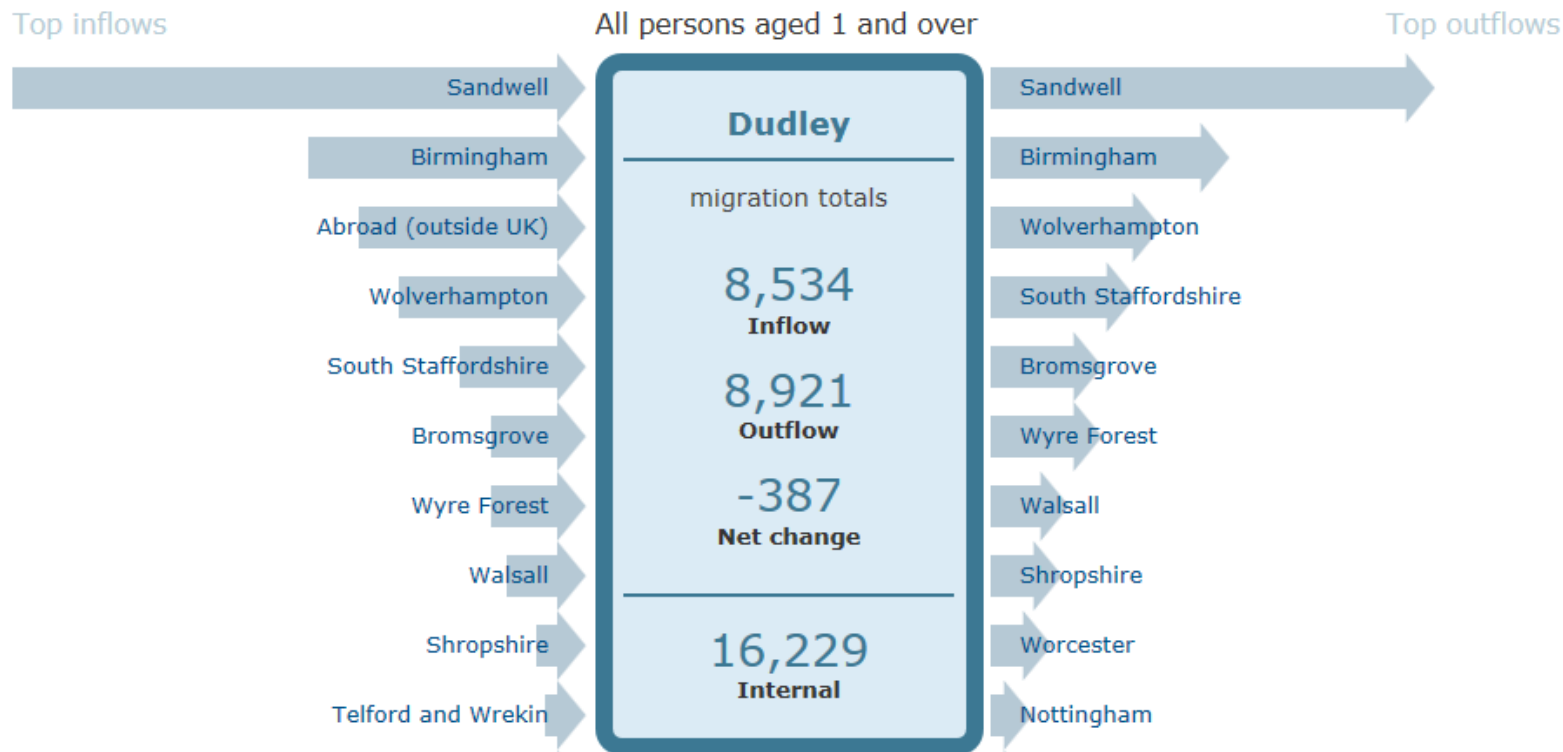 Top inflows
All persons aged 1 and over
Top outflows
Sandwell
Birmingham
Abroad (outside UK)
Wolverhampton
South Staffordshire
Bromsgrove
Wyre Forest
Walsall
Shropshire
Telford and Wrekin
Dudley
migration totals
8,534
Inflow
8,921
Outflow
-387
Net change
16,229
Internal
Sandwell
Birmingham
Wolverhampton
South Staffordshire
Bromsgrove
Wyre Forest
Walsall
Shropshire
Worcester
Nottingham